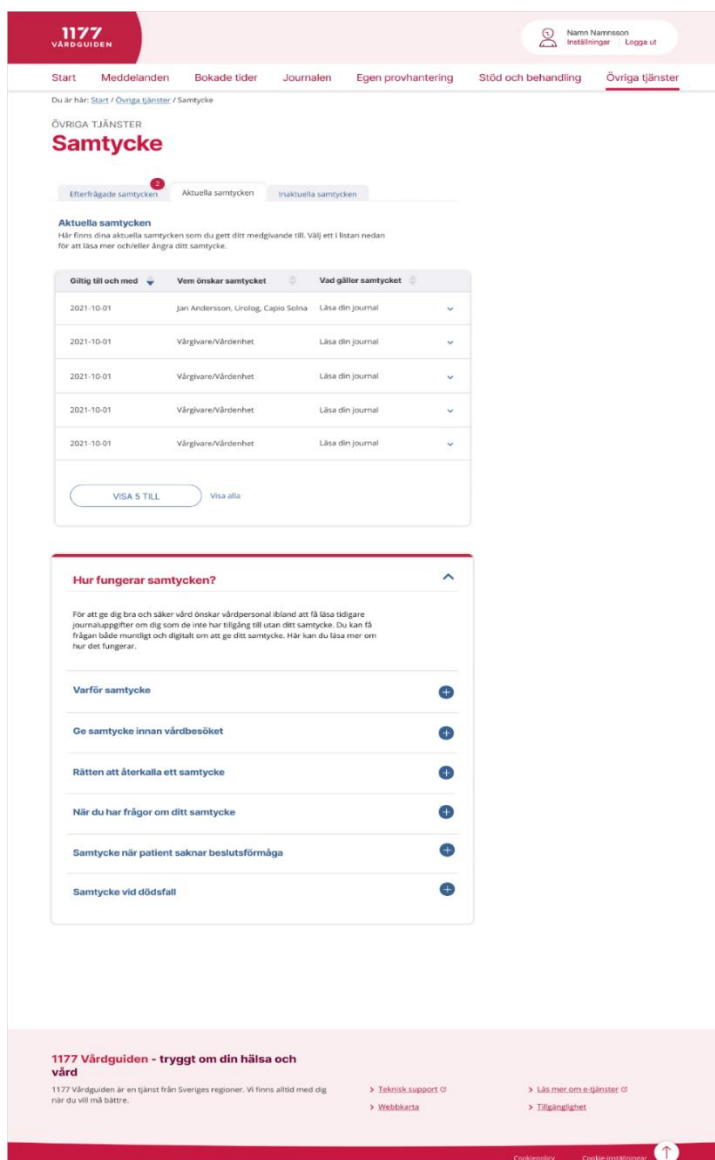 1177
VÅRDGUIDEN
Namn Namnsson
Inställningar Logga ut
Start Meddelanden Bokade tider Journalen Egen provhantering Stöd och behandling Övriga tjänster
Du är här: Start / Övriga tjänster / Samtycke
ÖVRIGA TJÄNSTER
Samtycke
2
Efterfrågade samtycken Aktuella samtycken Inaktuella samtycken
Aktuella samtycken
Här finns dina aktuella samtycken som du gett ditt medgivande till. Välj ett i listan nedan
för att läsa mer och/eller ångra ditt samtycke.
Giltig till och med Vem önskar samtycket Vad gäller samtycket
2021-10-01 Jan Andersson, Urolog, Capio Solna Läsa din journal
2021-10-01 Vårgivare/Vårdenhet Läsa din journal
2021-10-01 Vårgivare/Vårdenhet Läsa din journal
2021-10-01 Vårgivare/Vårdenhet Läsa din journal
2021-10-01 Vårgivare/Vårdenhet Läsa din journal
VISA 5 TILL Visa alla
Hur fungerar samtycken?
För att ge dig bra och säker vård önskar vårdpersonal ibland att få läsa tidigare
journaluppgifter om dig som de inte har tillgång till utan ditt samtycke. Du kan få
frågan både muntligt och digitalt om att ge ditt samtycke. Här kan du läsa mer om
hur det fungerar.
Varför samtycke
Ge samtycke innan vårdbesöket
Rätten att återkalla ett samtycke
När du har frågor om ditt samtycke
Samtycke när patient saknar beslutsförmåga
Samtycke vid dödsfall
1177 Vårdguiden - tryggt om din hälsa och
vård
1177 Vårdguiden är en tjänst från Sveriges regioner. Vi finns alltid med dig
när du vill må bättre.
Teknisk support
Webbkarta
Läs mer om e-tjänster
Tillgänglighet
Cookiepolicy Cookie-inställningar